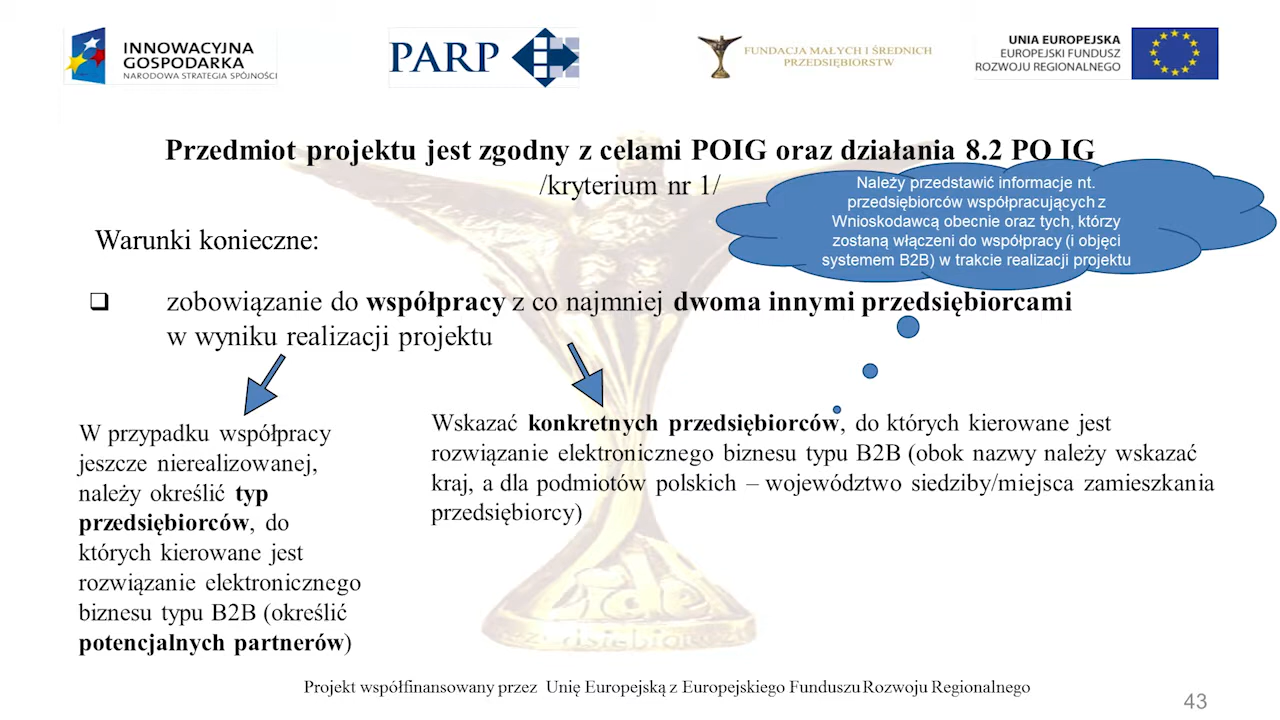 INNOWACYJNA
GOSPODARKA
NARODOWA STRATEGIA SPÓJNOŚCI
PARP
FUNDACJA MAŁYCH I ŚREDNICH
PRZEDSIĘBIORSTW
UNIA EUROPEJSKA
EUROPEJSKI FUNDUSZ
ROZWOJU REGIONALNEGO
Przedmiot projektu jest zgodny z celami POIG oraz działania 8.2 PO IG
/kryterium nr 1/
Należy przedstawić informacje nt.
przedsiębiorców współpracujących z
Wnioskodawcą obecnie oraz tych, którzy
zostaną włączeni do współpracy (i objęci
systemem B2B) w trakcie realizacji projektu
Warunki konieczne:
zobowiązanie do współpracy z co najmniej dwoma innymi przedsiębiorcami
w wyniku realizacji projektu
W przypadku współpracy
jeszcze nierealizowanej,
należy określić typ
przedsiębiorców, do
których kierowane jest
rozwiązanie elektronicznego
biznesu typu B2B (określić
potencjalnych partnerów)
Wskazać konkretnych przedsiębiorców, do których kierowane jest
rozwiązanie elektronicznego biznesu typu B2B (obok nazwy należy wskazać
kraj, a dla podmiotów polskich – województwo siedziby/miejsca zamieszkania
przedsiębiorcy)
Projekt współfinansowany przez Unię Europejską z Europejskiego Funduszu Rozwoju Regionalnego
43